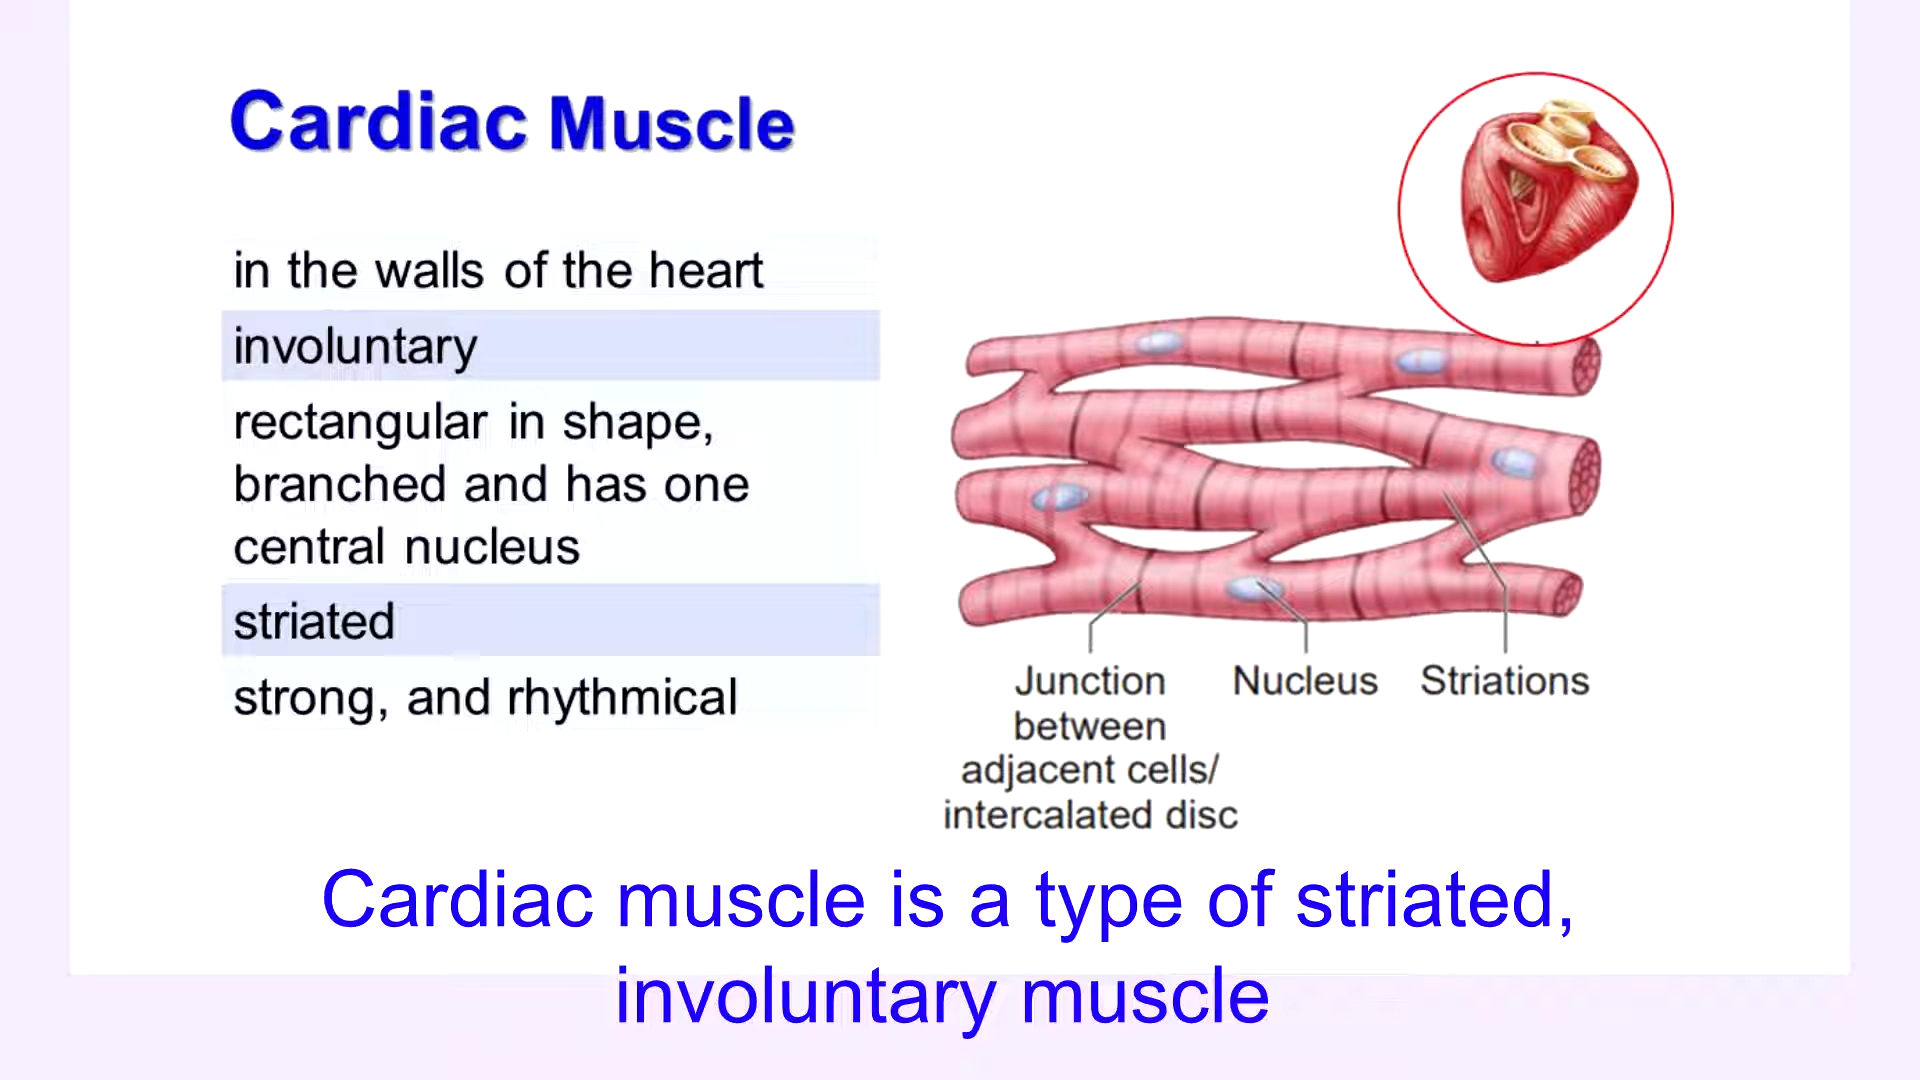 Cardiac Muscle
in the walls of the heart
involuntary
rectangular in shape,
branched and has one
central nucleus
striated
strong, and rhythmical
Junction
between
adjacent cells/
intercalated disc
Nucleus
Striations
Cardiac muscle is a type of striated,
involuntary muscle